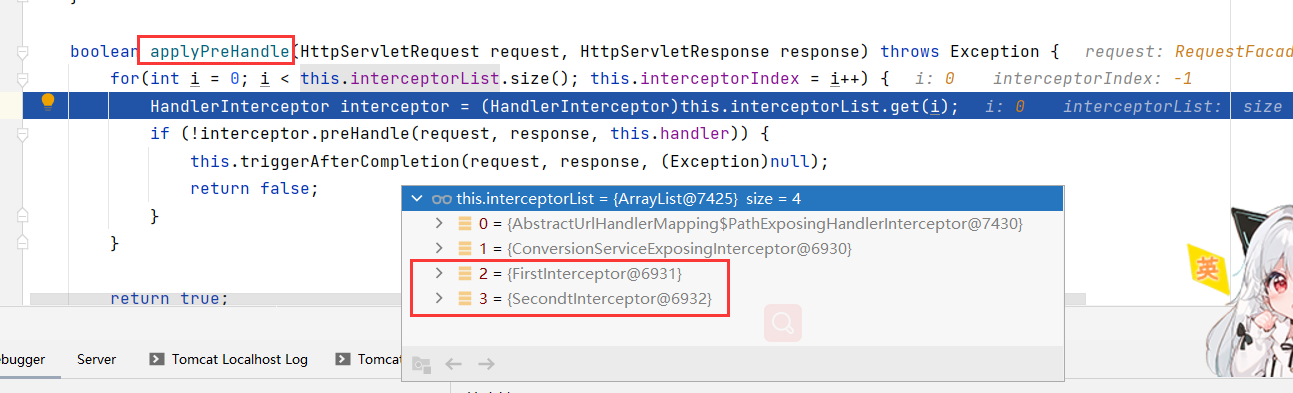 boolean applyPreHandle(HttpServletRequest request, HttpServletResponse response) throws Exception { request: RequestFacad
for(int i = 0; i < this.interceptorList.size(); this.interceptorIndex = i++) { i: 0 interceptorIndex: -1
HandlerInterceptor interceptor = (HandlerInterceptor)this.interceptorList.get(i); i: 0 interceptorList: size
if (!interceptor.preHandle(request, response, this.handler)) {
this.triggerAfterCompletion(request, response, (Exception)null);
return false;
}
}
return true;
this.interceptorList = {ArrayList@7425} size = 4
0 = {AbstractUrlHandlerMapping$PathExposingHandlerInterceptor@7430}
1 = {ConversionServiceExposingInterceptor@6930}
2 = {FirstInterceptor@6931}
3 = {SecondtInterceptor@6932}
英
ebugger Server Tomcat Localhost Log Tomca